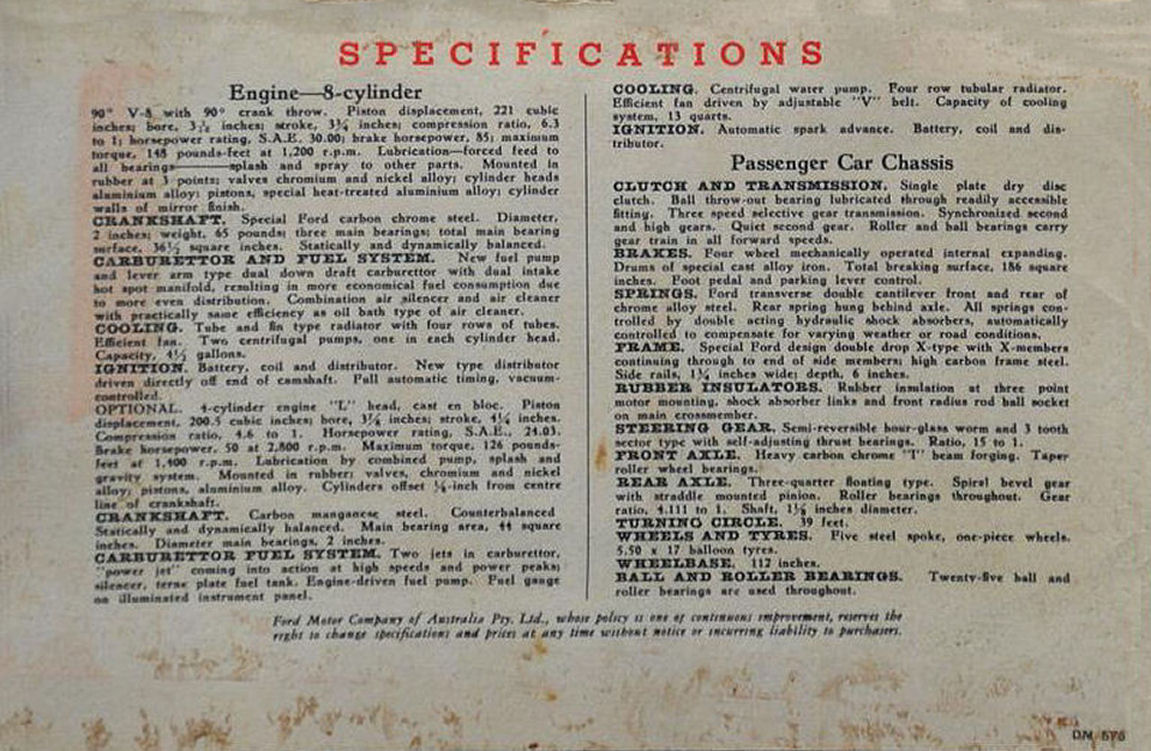 SPECIFICATIONS
Engine—8-cylinder
90° V-8 with 90° crank throw. Piston displacement, 221 cubic
inches; bore, 3 1/16 inches; stroke, 3¾ inches; compression ratio, 6.3
to 1; horsepower rating, S.A.E. 30.00; brake horsepower, 85; maximum
torque, 148 pounds-feet at 1,200 r.p.m. Lubrication—forced feed to
all bearings———splash and spray to other parts. Mounted in
rubber at 3 points; valves chromium and nickel alloy; cylinder heads
aluminium alloy; pistons, special heat-treated aluminium alloy; cylinder
walls of mirror finish.
CRANKSHAFT. Special Ford carbon chrome steel. Diameter,
2 inches; weight, 65 pounds; three main bearings; total main bearing
surface, 36½ square inches. Statically and dynamically balanced.
CARBURETTOR AND FUEL SYSTEM. New fuel pump
and lever arm type dual down draft carburettor with dual intake
hot spot manifold, resulting in more economical fuel consumption due
to more even distribution. Combination air silencer and air cleaner
with practically same efficiency as oil bath type of air cleaner.
COOLING. Tube and fin type radiator with four rows of tubes.
Efficient fan. Two centrifugal pumps, one in each cylinder head.
Capacity, 4½ gallons.
IGNITION. Battery, coil and distributor. New type distributor
driven directly off end of camshaft. Full automatic timing, vacuum-
controlled.
OPTIONAL. 4-cylinder engine "L" head, cast en bloc. Piston
displacement, 200.5 cubic inches; bore, 3⅞ inches; stroke, 4¼ inches.
Compression ratio, 4.6 to 1. Horsepower rating, S.A.E., 24.03.
Brake horsepower, 50 at 2,800 r.p.m. Maximum torque, 126 pounds-
feet at 1,400 r.p.m. Lubrication by combined pump, splash and
gravity system. Mounted in rubber; valves, chromium and nickel
alloy; pistons, aluminium alloy. Cylinders offset -inch from centre
line of crankshaft.
CRANKSHAFT. Carbon manganese steel. Counterbalanced
Statically and dynamically balanced. Main bearing area, 44 square
inches. Diameter main bearings, 2 inches.
CARBURETTOR FUEL SYSTEM. Two jets in carburettor,
"power jet" coming into action at high speeds and power peaks;
silencer, terne plate fuel tank. Engine-driven fuel pump. Fuel gauge
on illuminated instrument panel.
COOLING. Centrifugal water pump. Four row tubular radiator.
Efficient fan driven by adjustable "V" belt. Capacity of cooling
system, 13 quarts.
IGNITION. Automatic spark advance. Battery, coil and dis-
tributor.
Passenger Car Chassis
CLUTCH AND TRANSMISSION. Single plate dry disc
clutch. Ball throw-out bearing lubricated through readily accessible
fitting. Three speed selective gear transmission. Synchronized second
and high gears. Quiet second gear. Roller and ball bearings carry
gear train in all forward speeds.
BRAKES. Four wheel mechanically operated internal expanding.
Drums of special cast alloy iron. Total breaking surface, 186 square
inches. Foot pedal and parking lever control.
SPRINGS. Ford transverse double cantilever front and rear of
chrome alloy steel. Rear spring hung behind axle. All springs con-
trolled by double acting hydraulic shock absorbers, automatically
controlled to compensate for varying weather or road conditions.
FRAME. Special Ford design double drop X-type with X-members
continuing through to end of side members; high carbon frame steel.
Side rails, 1¾ inches wide; depth, 6 inches.
RUBBER INSULATORS. Rubber insulation at three point
motor mounting, shock absorber links and front radius rod ball socket
on main crossmember.
STEERING GEAR. Semi-reversible hour-glass worm and 3 tooth
sector type with self-adjusting thrust bearings. Ratio, 15 to 1.
FRONT AXLE. Heavy carbon chrome "I" beam forging. Taper
roller wheel bearings.
REAR AXLE. Three-quarter floating type. Spiral bevel gear
with straddle mounted pinion. Roller bearings throughout. Gear
ratio, 4.111 to 1. Shaft, 1⅛ inches diameter.
TURNING CIRCLE. 39 feet.
WHEELS AND TYRES. Five steel spoke, one-piece wheels.
5.50 x 17 balloon tyres.
WHEELBASE. 112 inches.
BALL AND ROLLER BEARINGS. Twenty-five ball and
roller bearings are used throughout.
Ford Motor Company of Australia Pty. Ltd., whose policy is one of continuous improvement, reserves the
right to change specifications and prices at any time without notice or incurring liability to purchasers.
DM 575